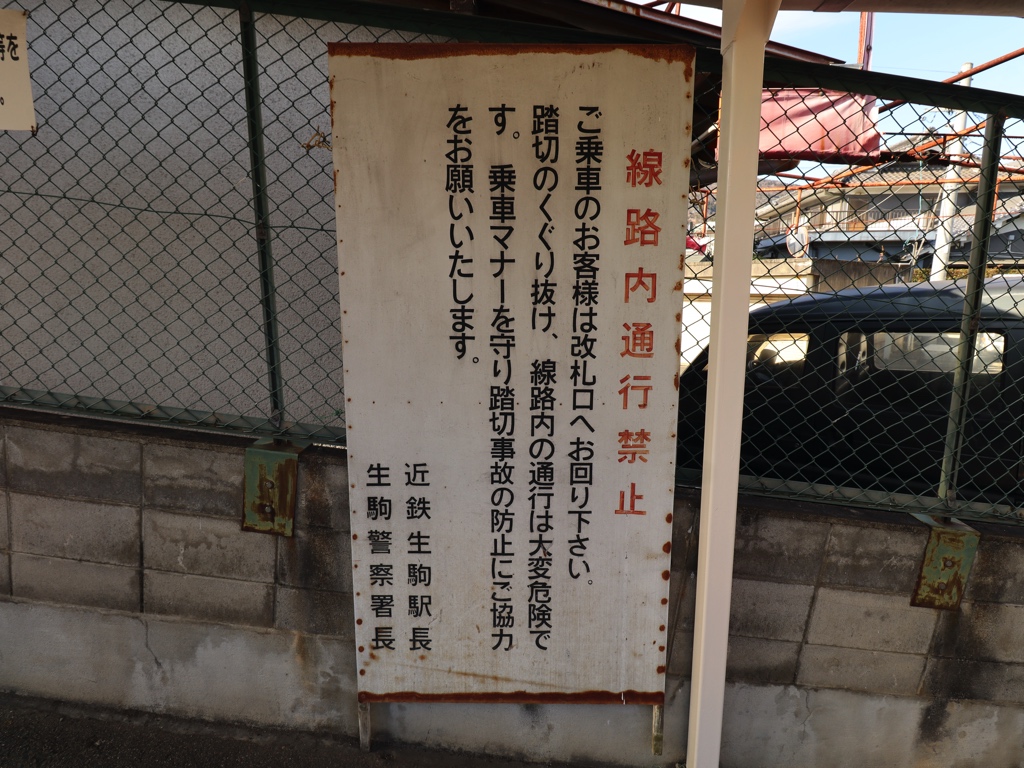 線路内通行禁止
ご乗車のお客様は改札口へお回り下さい。
踏切のくぐり抜け、線路内の通行は大変危険で
す。乗車マナーを守り踏切事故の防止にご協力
をお願いいたします。
近鉄生駒駅長
生駒警察署長